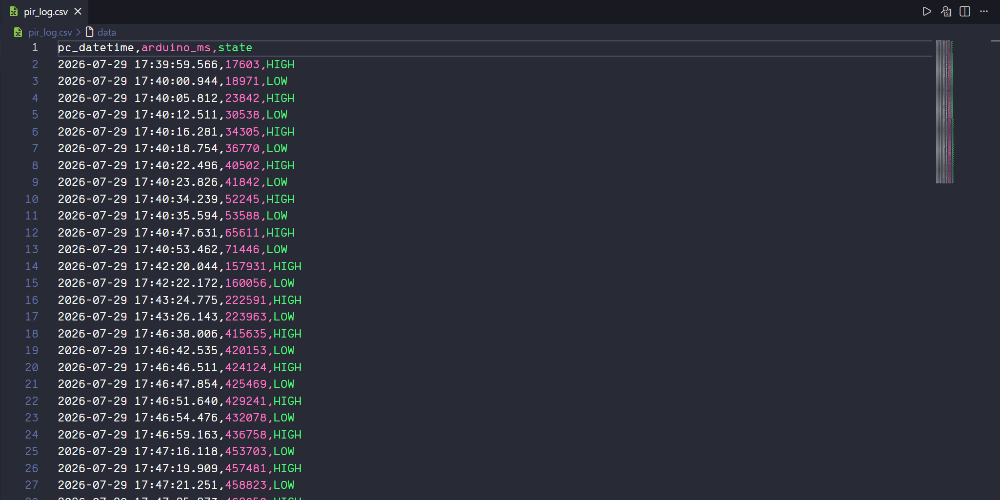 pir_log.csv
pir_log.csv > data
1 pc_datetime,arduino_ms,state
2 2026-07-29 17:39:59.566,17603,HIGH
3 2026-07-29 17:40:00.944,18971,LOW
4 2026-07-29 17:40:05.812,23842,HIGH
5 2026-07-29 17:40:12.511,30538,LOW
6 2026-07-29 17:40:16.281,34305,HIGH
7 2026-07-29 17:40:18.754,36770,LOW
8 2026-07-29 17:40:22.496,40502,HIGH
9 2026-07-29 17:40:23.826,41842,LOW
10 2026-07-29 17:40:34.239,52245,HIGH
11 2026-07-29 17:40:35.594,53588,LOW
12 2026-07-29 17:40:47.631,65611,HIGH
13 2026-07-29 17:40:53.462,71446,LOW
14 2026-07-29 17:42:20.044,157931,HIGH
15 2026-07-29 17:42:22.172,160056,LOW
16 2026-07-29 17:43:24.775,222591,HIGH
17 2026-07-29 17:43:26.143,223963,LOW
18 2026-07-29 17:46:38.006,415635,HIGH
19 2026-07-29 17:46:42.535,420153,LOW
20 2026-07-29 17:46:46.511,424124,HIGH
21 2026-07-29 17:46:47.854,425469,LOW
22 2026-07-29 17:46:51.640,429241,HIGH
23 2026-07-29 17:46:54.476,432078,LOW
24 2026-07-29 17:46:59.163,436758,HIGH
25 2026-07-29 17:47:16.118,453703,LOW
26 2026-07-29 17:47:19.909,457481,HIGH
27 2026-07-29 17:47:21.251,458823,LOW